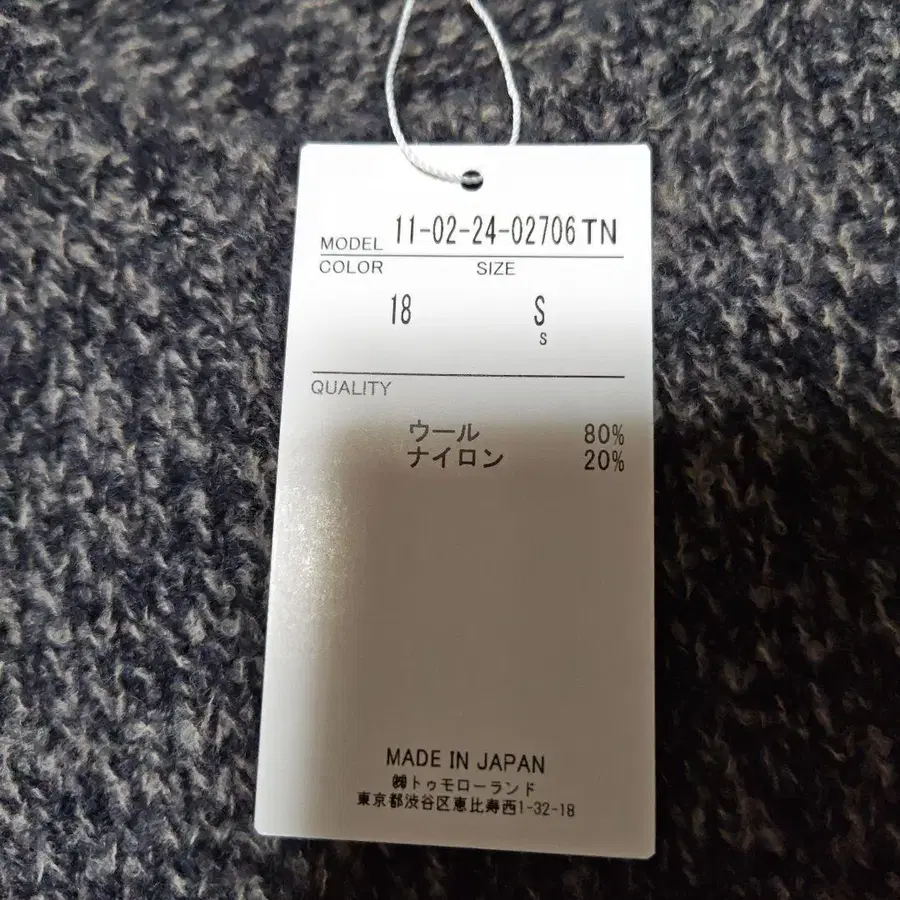 MODEL 11-02-24-02706 TN
COLOR SIZE
18 S
S
QUALITY
ウール 80%
ナイロン 20%
MADE IN JAPAN
㈱トゥモローランド
東京都渋谷区恵比寿西1-32-18